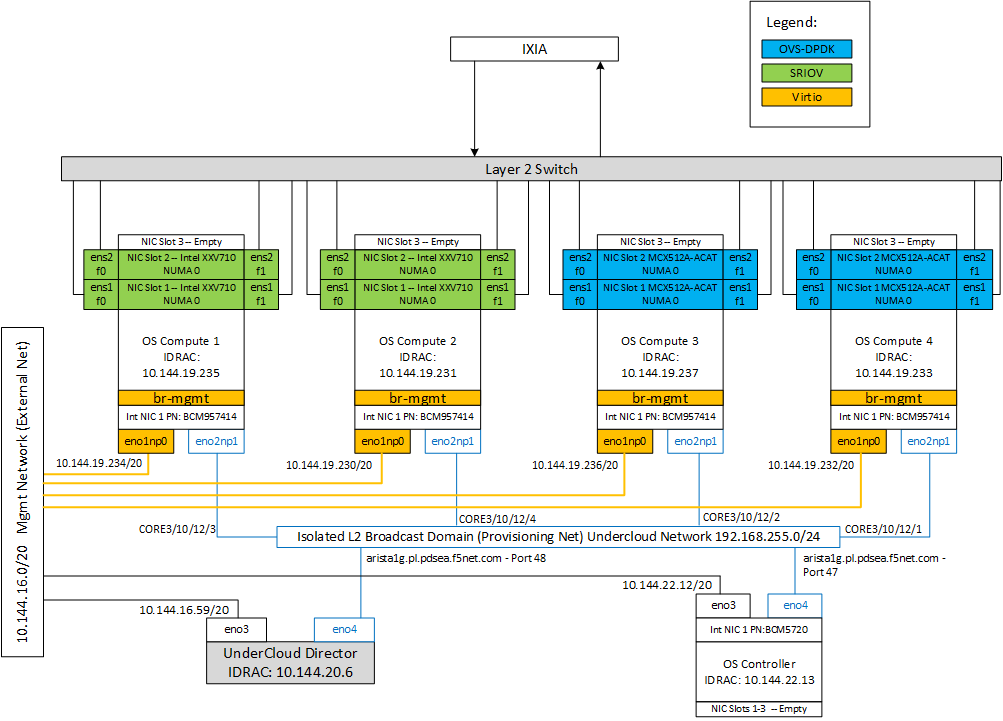 Legend:
OVS-DPDK
SRIOV
Virtio
IXIA
Layer 2 Switch
NIC Slot 3 -- Empty
ens2
f0
NIC Slot 2 -- Intel XXV710
NUMA 0
ens2
f1
ens1
f0
NIC Slot 1 -- Intel XXV710
NUMA 0
ens1
f1
OS Compute 1
IDRAC:
10.144.19.235
br-mgmt
Int NIC 1 PN: BCM957414
eno1np0
eno2np1
NIC Slot 3 -- Empty
ens2
f0
NIC Slot 2 -- Intel XXV710
NUMA 0
ens2
f1
ens1
f0
NIC Slot 1 -- Intel XXV710
NUMA 0
ens1
f1
OS Compute 2
IDRAC:
10.144.19.231
br-mgmt
Int NIC 1 PN: BCM957414
eno1np0
eno2np1
NIC Slot 3 -- Empty
ens2
f0
NIC Slot 2 MCX512A-ACAT
NUMA 0
ens2
f1
ens1
f0
NIC Slot 1 MCX512A-ACAT
NUMA 0
ens1
f1
OS Compute 3
IDRAC:
10.144.19.237
br-mgmt
Int NIC 1 PN: BCM957414
eno1np0
eno2np1
NIC Slot 3 -- Empty
ens2
f0
NIC Slot 2 MCX512A-ACAT
NUMA 0
ens2
f1
ens1
f0
NIC Slot 1 MCX512A-ACAT
NUMA 0
ens1
f1
OS Compute 4
IDRAC:
10.144.19.233
br-mgmt
Int NIC 1 PN: BCM957414
eno1np0
eno2np1
10.144.16.0/20 Mgmt Network (External Net)
10.144.19.234/20
10.144.19.230/20
10.144.19.236/20
10.144.19.232/20
CORE3/10/12/3
CORE3/10/12/4
CORE3/10/12/2
CORE3/10/12/1
Isolated L2 Broadcast Domain (Provisioning Net) Undercloud Network 192.168.255.0/24
arista1g.pl.pdsea.f5net.com - Port 48
arista1g.pl.pdsea.f5net.com -
Port 47
10.144.16.59/20
10.144.22.12/20
eno3
eno4
UnderCloud Director
IDRAC: 10.144.20.6
eno3
eno4
Int NIC 1 PN:BCM5720
OS Controller
IDRAC: 10.144.22.13
NIC Slots 1-3 -- Empty